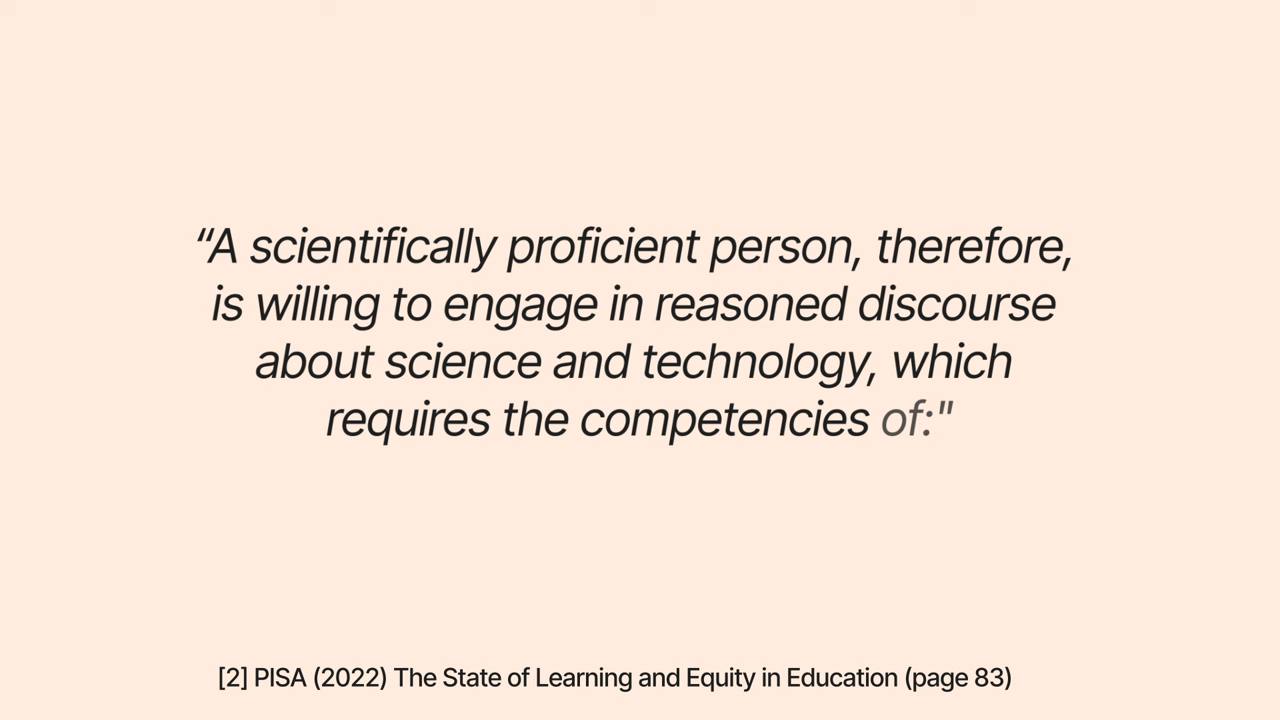 “A scientifically proficient person, therefore,
is willing to engage in reasoned discourse
about science and technology, which
requires the competencies of:"
[2] PISA (2022) The State of Learning and Equity in Education (page 83)